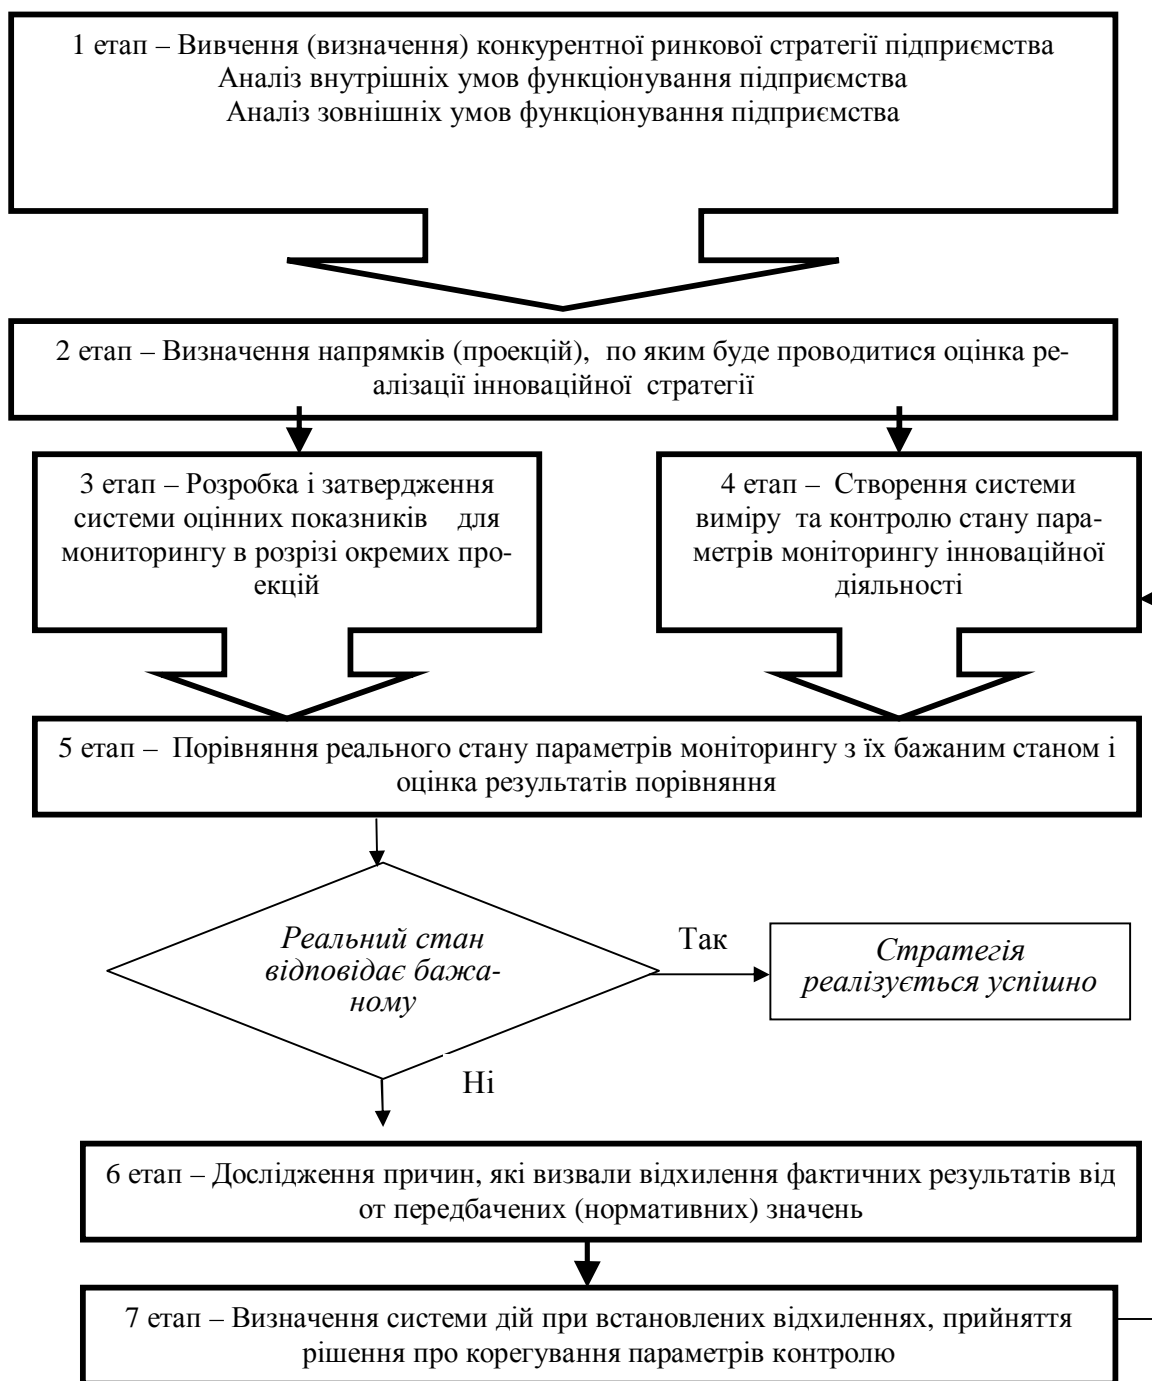 1 етап – Вивчення (визначення) конкурентної ринкової стратегії підприємства
Аналіз внутрішніх умов функціонування підприємства
Аналіз зовнішніх умов функціонування підприємства
2 етап – Визначення напрямків (проекцій), по яким буде проводитися оцінка ре-
алізації інноваційної стратегії
3 етап – Розробка і затвердження
системи оцінних показників для
мониторингу в розрізі окремих про-
екцій
4 етап – Створення системи
виміру та контролю стану пара-
метрів моніторингу інноваційної
діяльності
5 етап – Порівняння реального стану параметрів моніторингу з їх бажаним станом і
оцінка результатів порівняння
Реальний стан
відповідає бажа-
ному
Так
Стратегія
реалізується успішно
Ні
6 етап – Дослідження причин, які визвали відхилення фактичних результатів від
от передбачених (нормативних) значень
7 етап – Визначення системи дій при встановлених відхиленнях, прийняття
рішення про корегування параметрів контролю